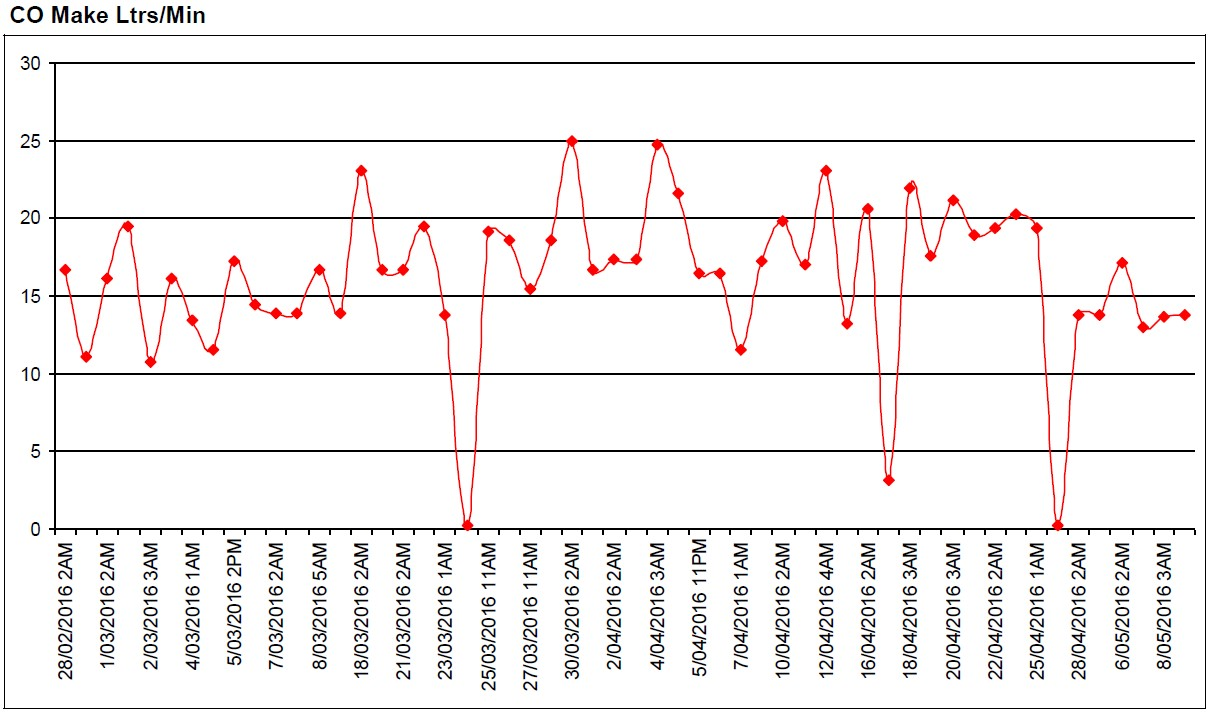 CO Make Ltrs/Min
30
25
20
15
10
5
0
28/02/2016 2AM
1/03/2016 2AM
2/03/2016 3AM
4/03/2016 1AM
5/03/2016 2PM
7/03/2016 2AM
8/03/2016 5AM
18/03/2016 2AM
21/03/2016 2AM
23/03/2016 1AM
25/03/2016 11AM
27/03/2016 11AM
30/03/2016 2AM
2/04/2016 2AM
4/04/2016 3AM
5/04/2016 11PM
7/04/2016 1AM
10/04/2016 2AM
12/04/2016 4AM
16/04/2016 2AM
18/04/2016 3AM
20/04/2016 3AM
22/04/2016 2AM
25/04/2016 1AM
28/04/2016 2AM
6/05/2016 2AM
8/05/2016 3AM